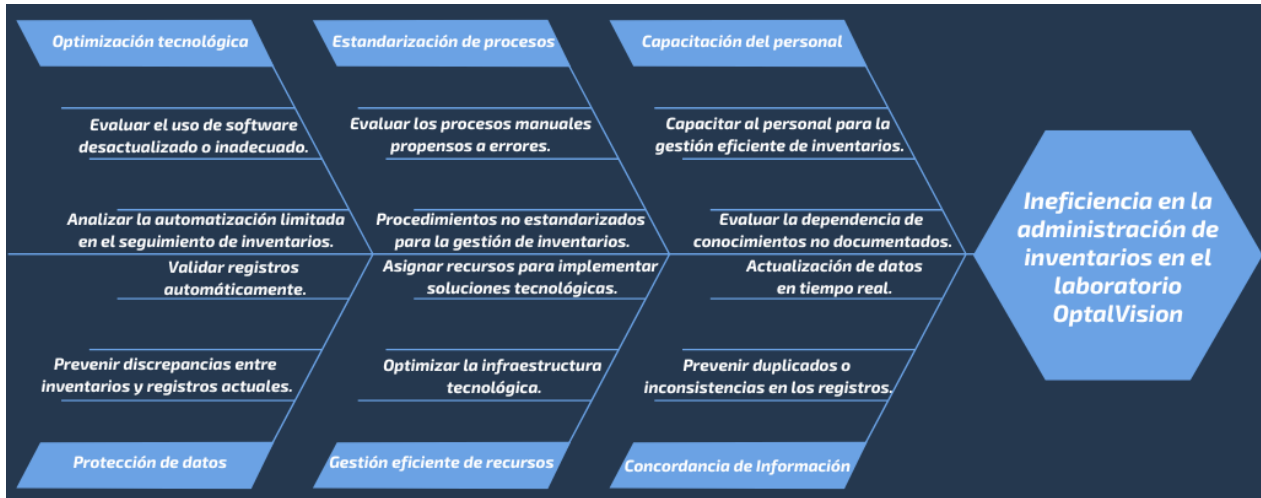 Optimización tecnológica
Estandarización de procesos
Capacitación del personal
Evaluar el uso de software
desactualizado o inadecuado.
Evaluar los procesos manuales
propensos a errores.
Capacitar al personal para la
gestión eficiente de inventarios.
Analizar la automatización limitada
en el seguimiento de inventarios.
Procedimientos no estandarizados
para la gestión de inventarios.
Evaluar la dependencia de
conocimientos no documentados.
Ineficiencia en la
administración de
inventarios en el
laboratorio
OptalVision
Validar registros
automáticamente.
Asignar recursos para implementar
soluciones tecnológicas.
Actualización de datos
en tiempo real.
Prevenir discrepancias entre
inventarios y registros actuales.
Optimizar la infraestructura
tecnológica.
Prevenir duplicados o
inconsistencias en los registros.
Protección de datos
Gestión eficiente de recursos
Concordancia de Información